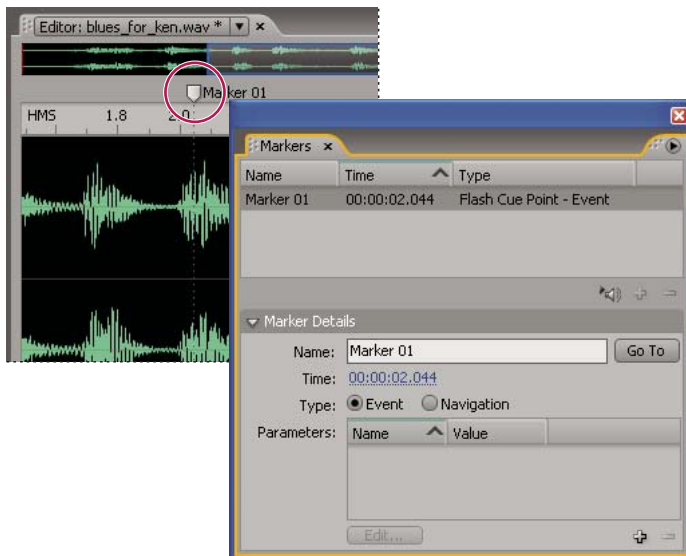 Editor: blues_for_ken.wav *
Marker 01
HMS 1.8 2.0
Markers
Name Time Type
Marker 01 00:00:02.044 Flash Cue Point - Event
Marker Details
Name: Marker 01 Go To
Time: 00:00:02.044
Type: Event Navigation
Parameters: Name Value
Edit...